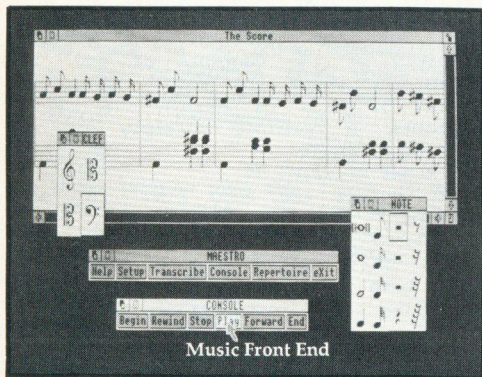 The Score
CLEF
NOTE
MAESTRO
Help Setup Transcribe Console Repertoire eXit
CONSOLE
Begin Rewind Stop Play Forward End
Music Front End